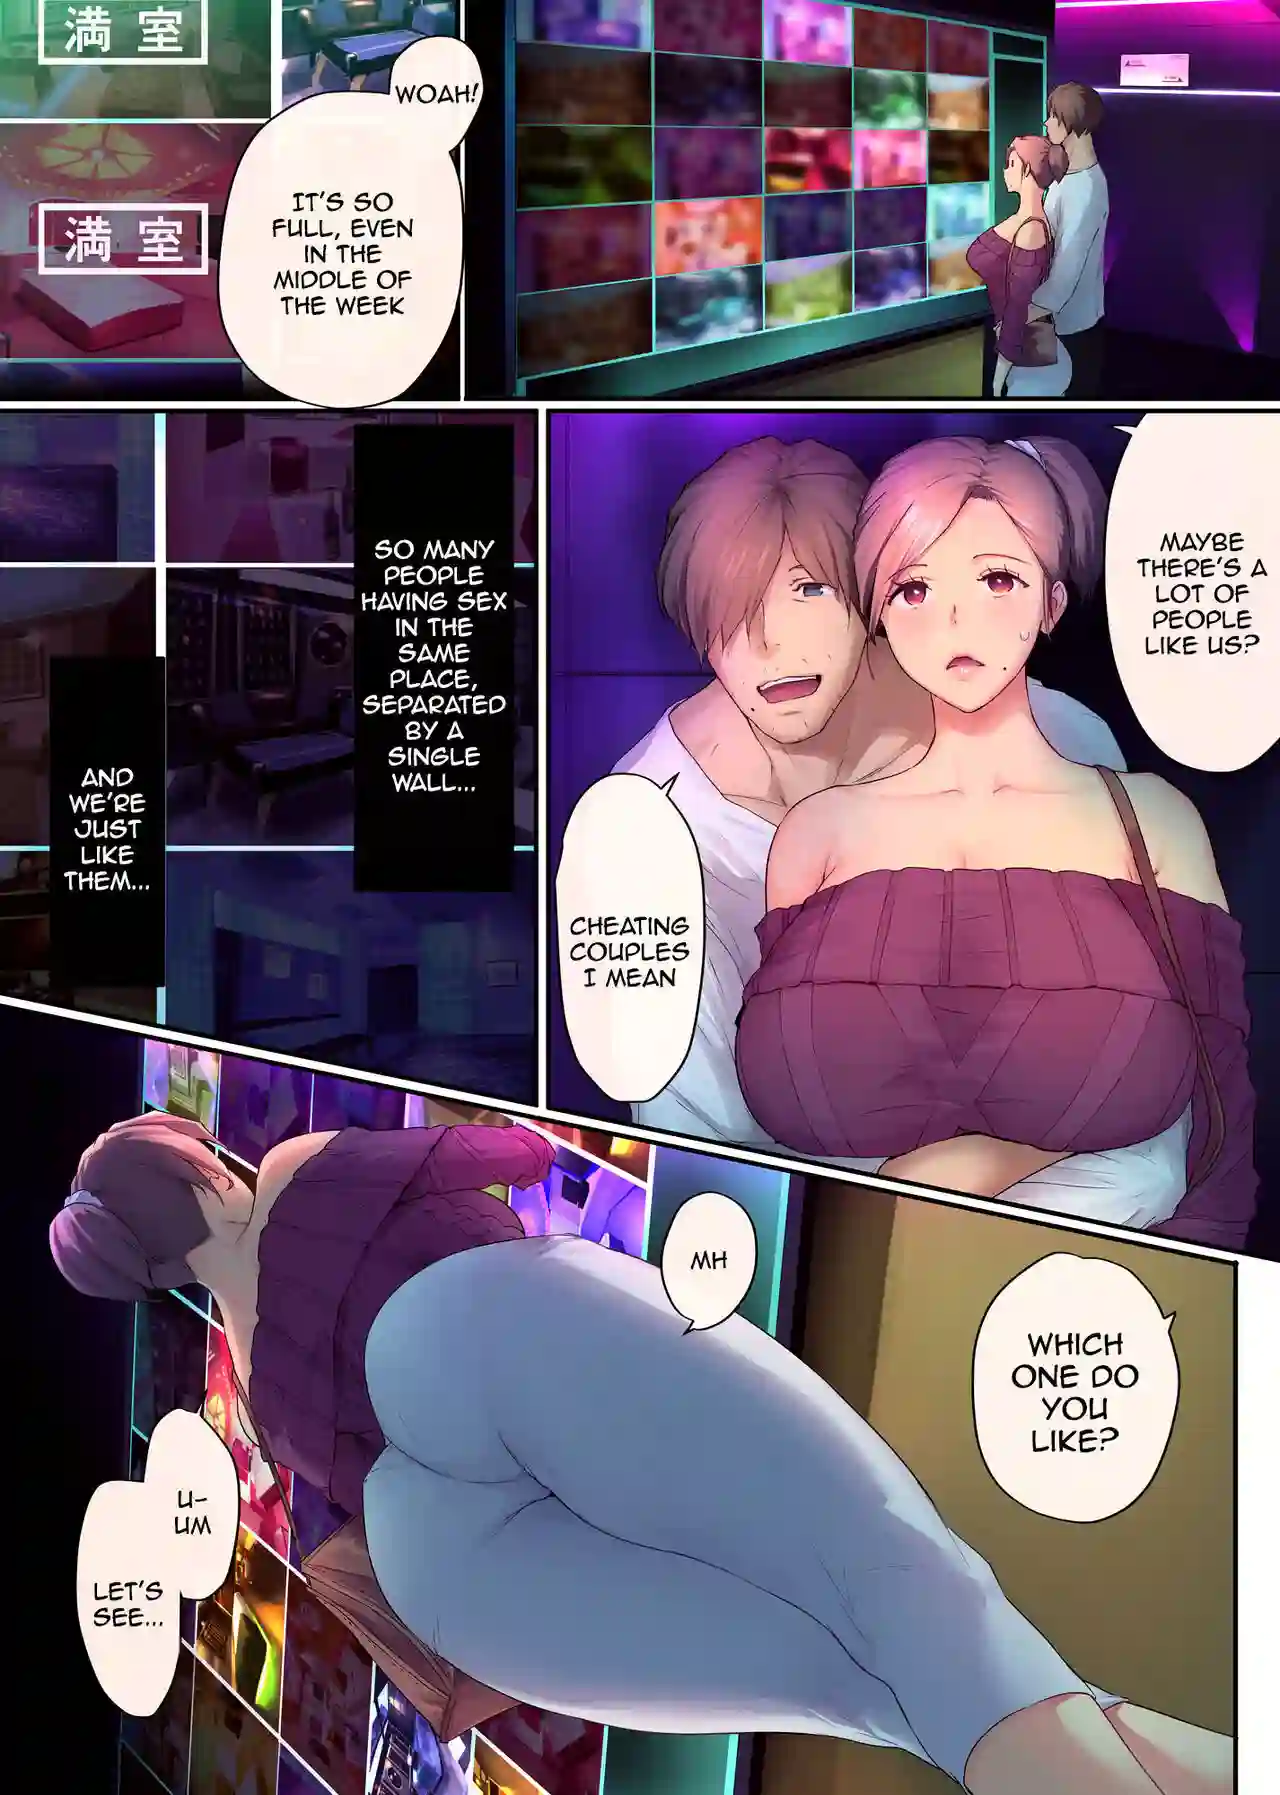 WOAH!
IT'S SO
FULL, EVEN
IN THE
MIDDLE OF
THE WEEK
満室
満室
MAYBE
THERE'S A
LOT OF
PEOPLE
LIKE US?
CHEATING
COUPLES
I MEAN
SO MANY
PEOPLE
HAVING SEX
IN THE
SAME
PLACE,
SEPARATED
BY A
SINGLE
WALL...
AND
WE'RE
JUST
LIKE
THEM...
WHICH
ONE DO
YOU
LIKE?
MH
U-
UM
LET'S
SEE...